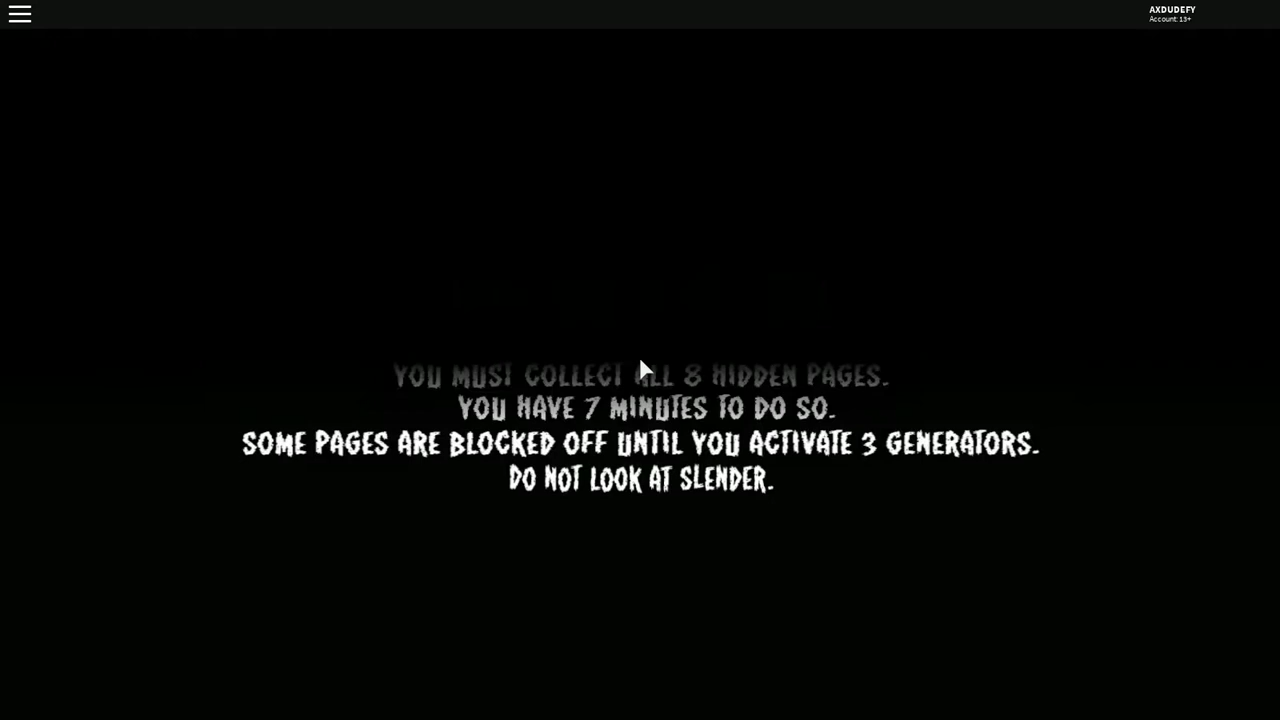 AXDUDEFY
Account: 13+
YOU MUST COLLECT ALL 8 HIDDEN PAGES.
YOU HAVE 7 MINUTES TO DO SO.
SOME PAGES ARE BLOCKED OFF UNTIL YOU ACTIVATE 3 GENERATORS.
DO NOT LOOK AT SLENDER.